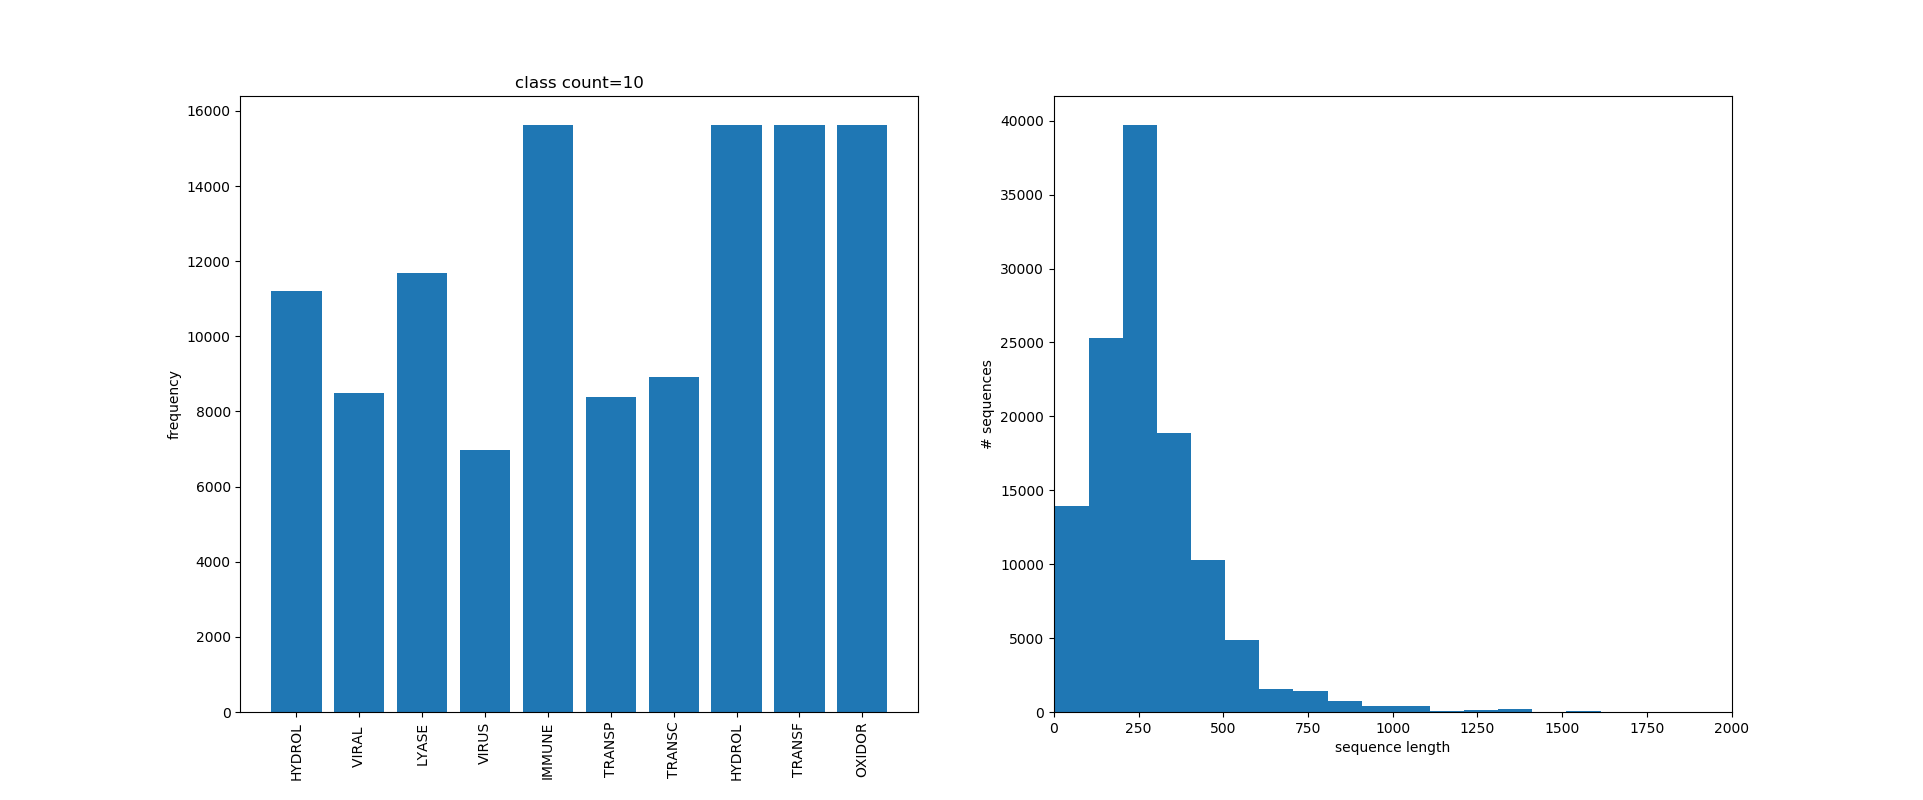 class count=10
16000
14000
12000
10000
8000
6000
4000
2000
0
frequency
HYDROL
VIRAL
LYASE
VIRUS
IMMUNE
TRANSP
TRANSC
HYDROL
TRANSF
OXIDOR
40000
35000
30000
25000
20000
15000
10000
5000
0
# sequences
0 250 500 750 1000 1250 1500 1750 2000
sequence length